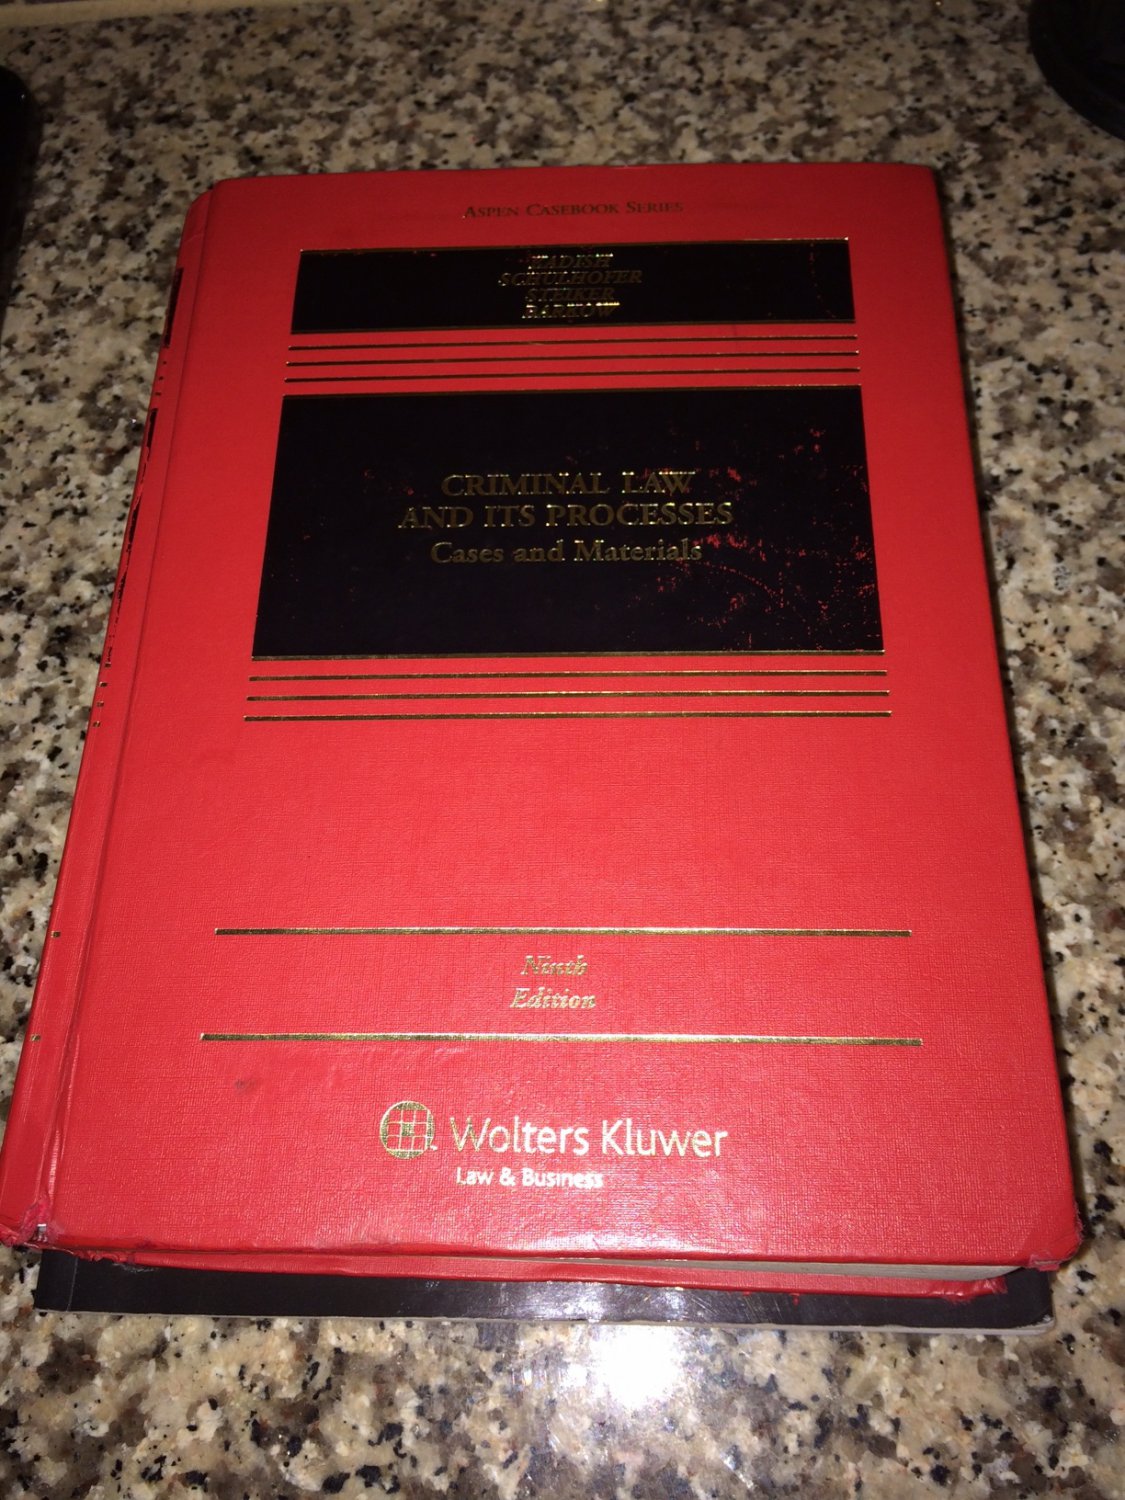 ASPEN CASEBOOK SERIES
KADISH
SCHULHOFER
STEIKER
BARKOW
CRIMINAL LAW
AND ITS PROCESSES
Cases and Materials
Ninth
Edition
Wolters Kluwer
Law & Business